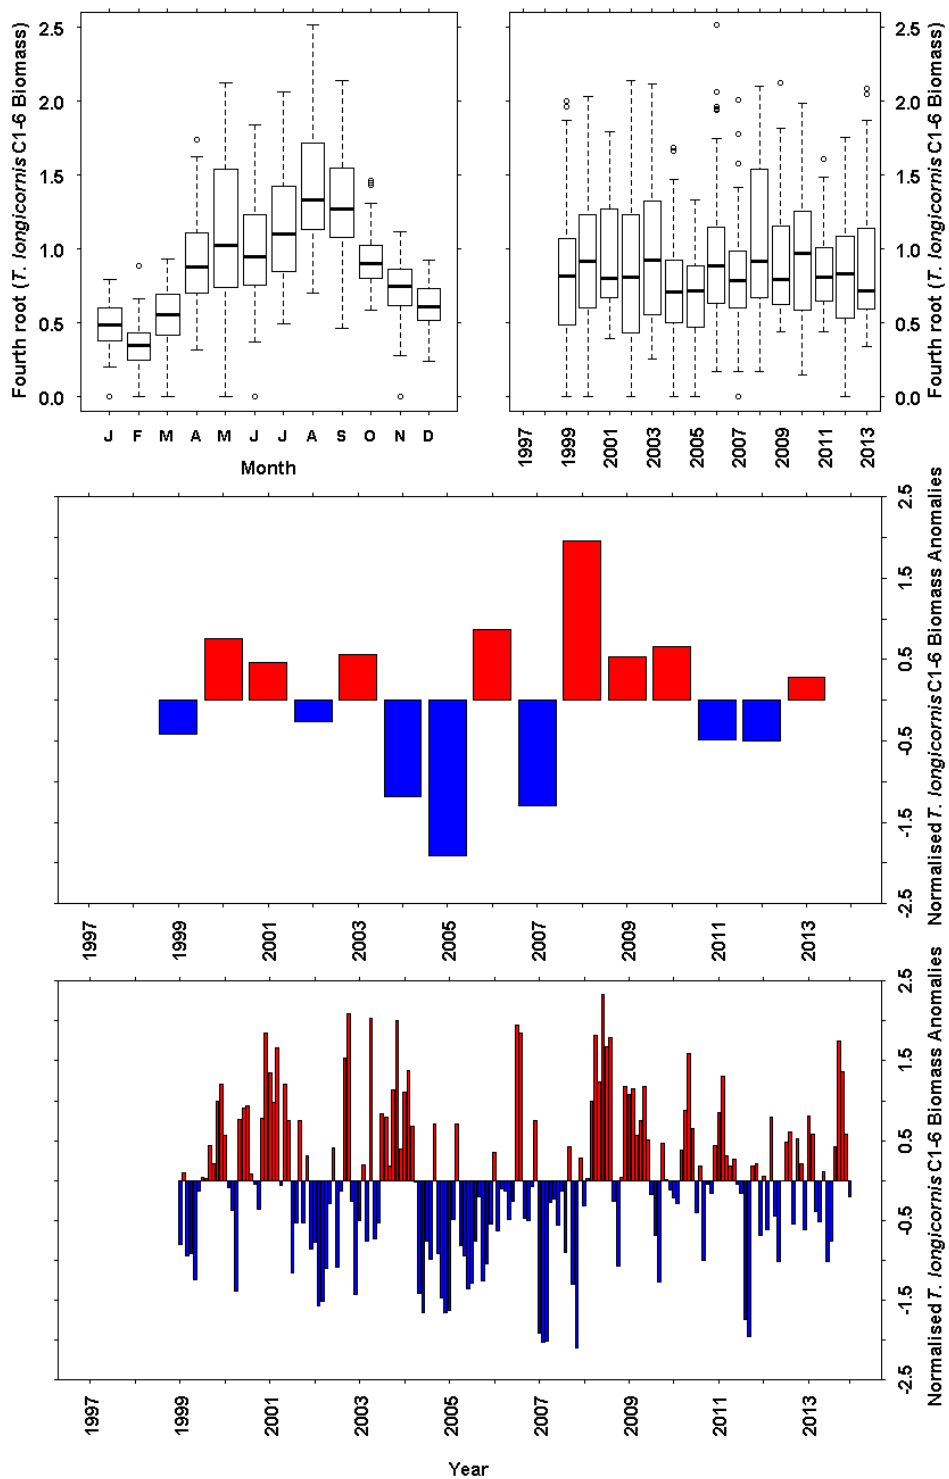 Fourth root (T. longicornis C1-6 Biomass)
2.5
2.0
1.5
1.0
0.5
0.0
J F M A M J J A S O N D
Month
Fourth root (T. longicornis C1-6 Biomass)
2.5
2.0
1.5
1.0
0.5
0.0
1997 1999 2001 2003 2005 2007 2009 2011 2013
Normalised T. longicornis C1-6 Biomass Anomalies
2.5
1.5
0.5
-0.5
-1.5
-2.5
1997 1999 2001 2003 2005 2007 2009 2011 2013
Normalised T. longicornis C1-6 Biomass Anomalies
2.5
1.5
0.5
-0.5
-1.5
-2.5
1997 1999 2001 2003 2005 2007 2009 2011 2013
Year